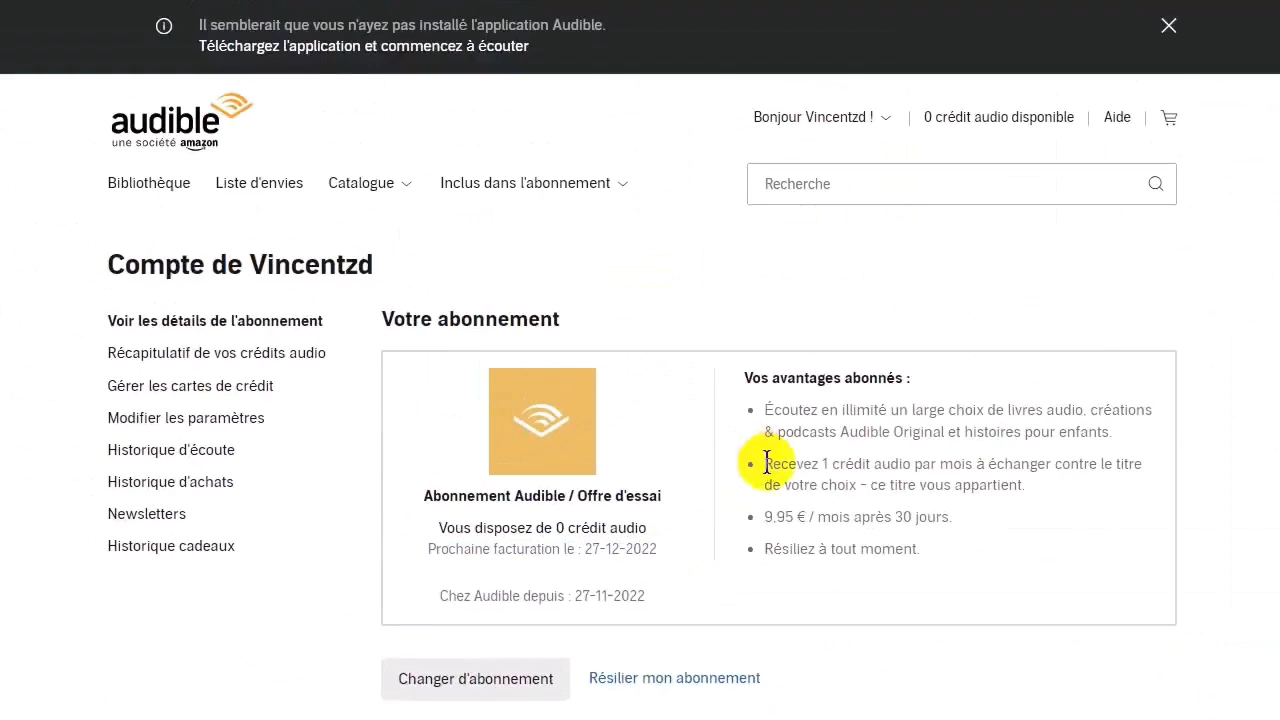 Il semblerait que vous n'ayez pas installé l'application Audible.
Téléchargez l'application et commencez à écouter
audible
une société amazon
Bonjour Vincentzd !
0 crédit audio disponible
Aide
Bibliothèque
Liste d'envies
Catalogue
Inclus dans l'abonnement
Recherche
Compte de Vincentzd
Voir les détails de l'abonnement
Récapitulatif de vos crédits audio
Gérer les cartes de crédit
Modifier les paramètres
Historique d'écoute
Historique d'achats
Newsletters
Historique cadeaux
Votre abonnement
Abonnement Audible / Offre d'essai
Vous disposez de 0 crédit audio
Prochaine facturation le : 27-12-2022
Chez Audible depuis : 27-11-2022
Vos avantages abonnés :
• Écoutez en illimité un large choix de livres audio, créations
& podcasts Audible Original et histoires pour enfants.
• Recevez 1 crédit audio par mois à échanger contre le titre
de votre choix - ce titre vous appartient.
• 9,95 € / mois après 30 jours.
• Résiliez à tout moment.
Changer d'abonnement
Résilier mon abonnement